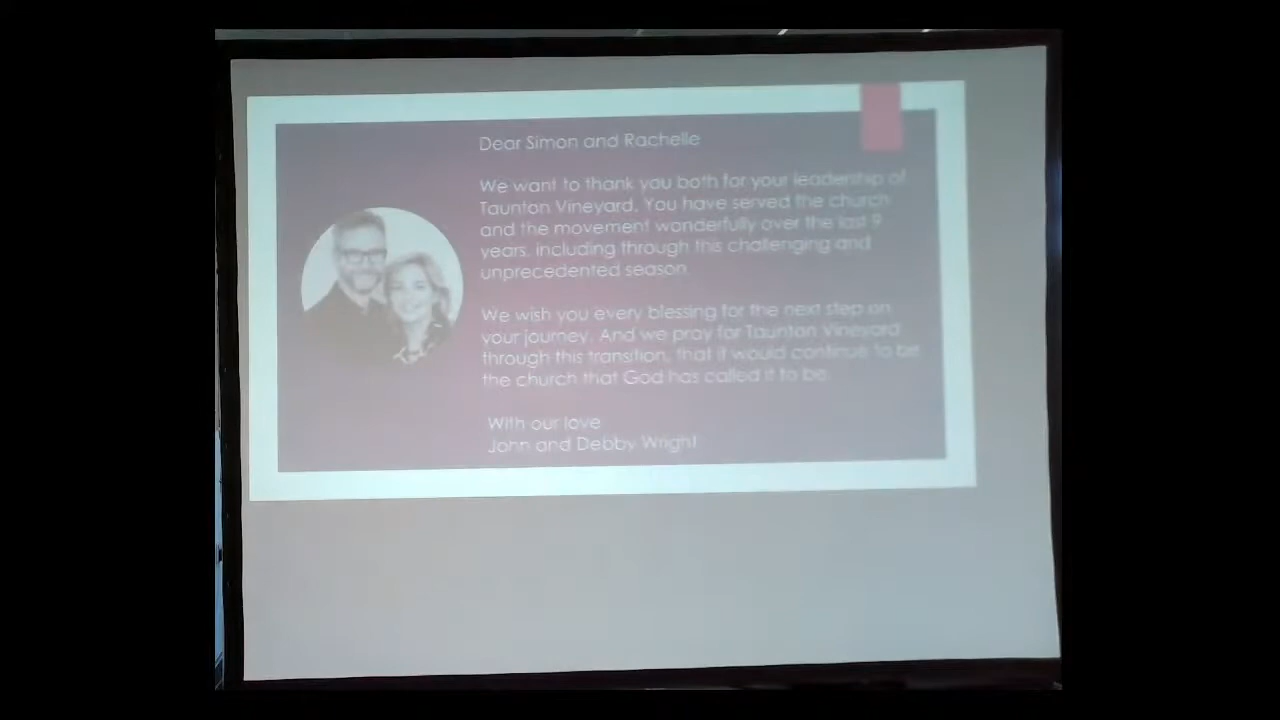 Dear Simon and Rachelle
We want to thank you both for your leadership of
Taunton Vineyard. You have served the church
and the movement wonderfully over the last 9
years, including through this challenging and
unprecedented season.
We wish you every blessing for the next step on
your journey. And we pray for Taunton Vineyard
through this transition, that it would continue to be
the church that God has called it to be.
With our love
John and Debby Wright